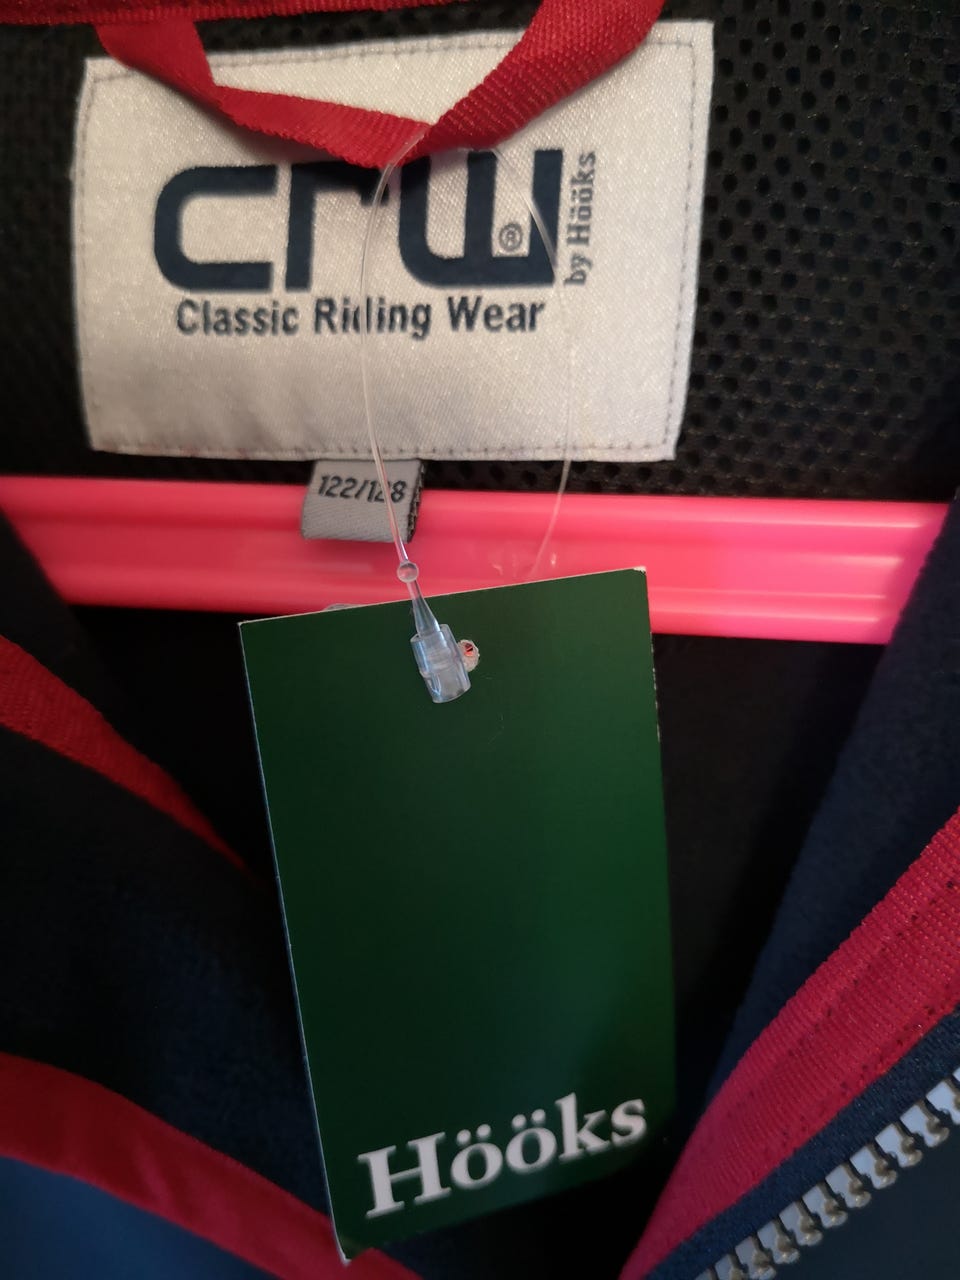 crw
®
by Hööks
Classic Riding Wear
122/128
Hööks